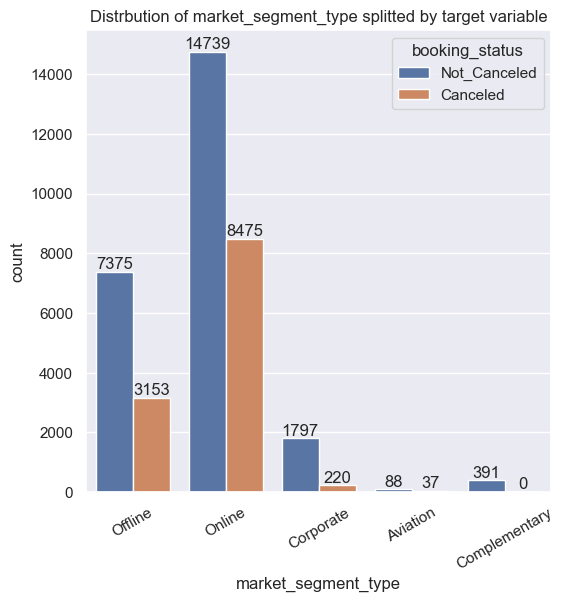 Distrbution of market_segment_type splitted by target variable
booking_status
Not_Canceled
Canceled
14739
8475
7375
3153
1797
220
88
37
391
0
14000
12000
10000
8000
6000
4000
2000
0
count
Offline
Online
Corporate
Aviation
Complementary
market_segment_type